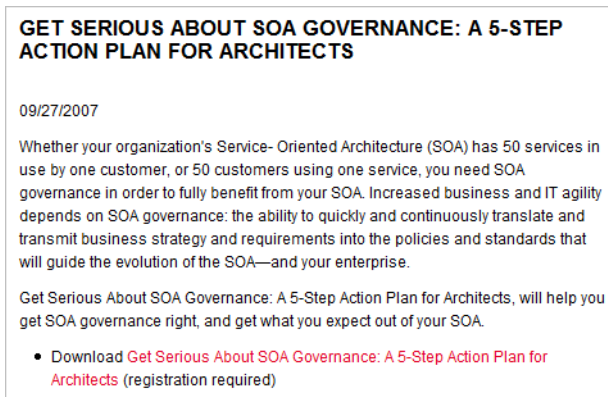 GET SERIOUS ABOUT SOA GOVERNANCE: A 5-STEP
ACTION PLAN FOR ARCHITECTS
09/27/2007
Whether your organization's Service- Oriented Architecture (SOA) has 50 services in
use by one customer, or 50 customers using one service, you need SOA
governance in order to fully benefit from your SOA. Increased business and IT agility
depends on SOA governance: the ability to quickly and continuously translate and
transmit business strategy and requirements into the policies and standards that
will guide the evolution of the SOA—and your enterprise.
Get Serious About SOA Governance: A 5-Step Action Plan for Architects, will help you
get SOA governance right, and get what you expect out of your SOA.
• Download Get Serious About SOA Governance: A 5-Step Action Plan for
Architects (registration required)